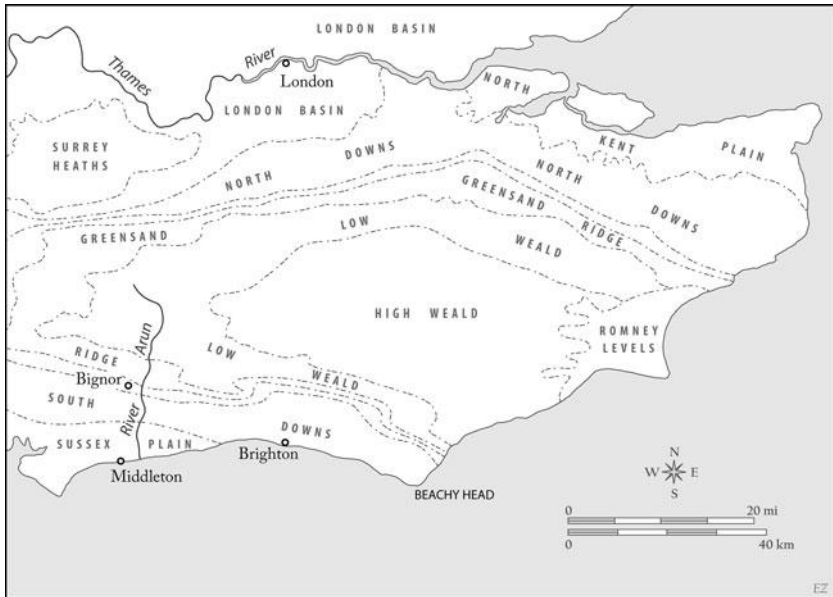 LONDON BASIN
Thames
River
London
NORTH
LONDON BASIN
KENT
PLAIN
SURREY
HEATHS
DOWNS
NORTH
NORTH
GREENSAND
DOWNS
LOW
GREENSAND
WEALD
RIDGE
HIGH WEALD
ROMNEY
LEVELS
Arun
RIDGE
LOW
Bignor
WEALD
SOUTH
River
DOWNS
SUSSEX
PLAIN
Brighton
Middleton
BEACHY HEAD
N
W E
S
0 20 mi
0 40 km
EZ